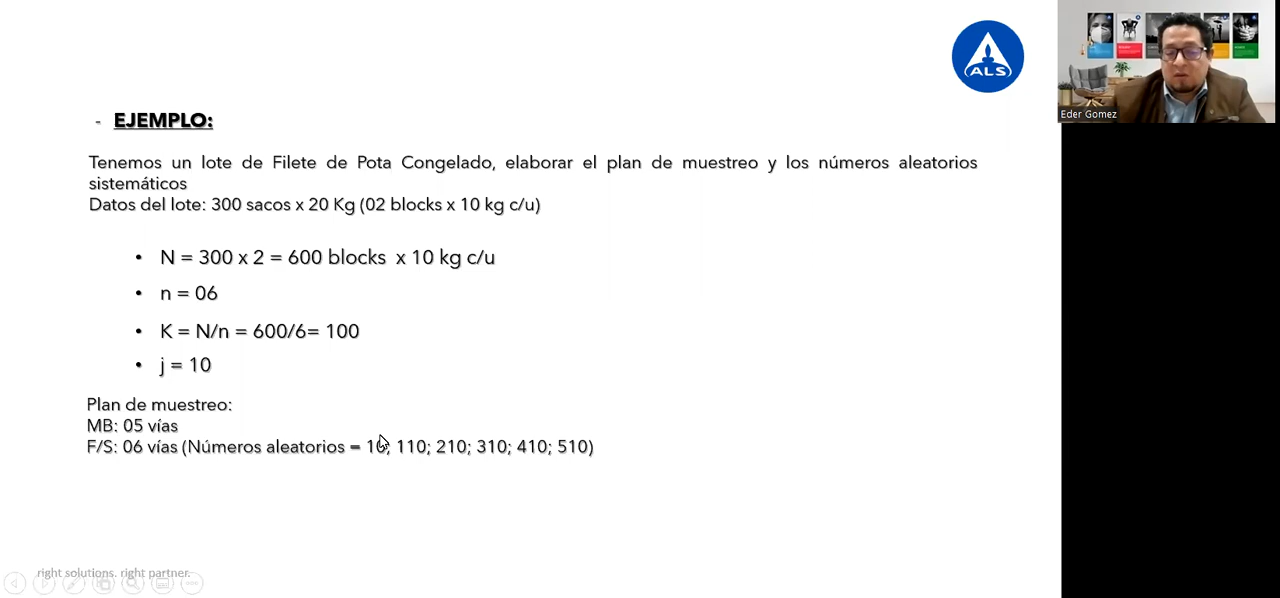 ALS
Eder Gomez
- EJEMPLO:
Tenemos un lote de Filete de Pota Congelado, elaborar el plan de muestreo y los números aleatorios
sistemáticos
Datos del lote: 300 sacos x 20 Kg (02 blocks x 10 kg c/u)
• N = 300 x 2 = 600 blocks x 10 kg c/u
• n = 06
• K = N/n = 600/6= 100
• j = 10
Plan de muestreo:
MB: 05 vías
F/S: 06 vías (Números aleatorios = 10; 110; 210; 310; 410; 510)
right solutions. right partner.